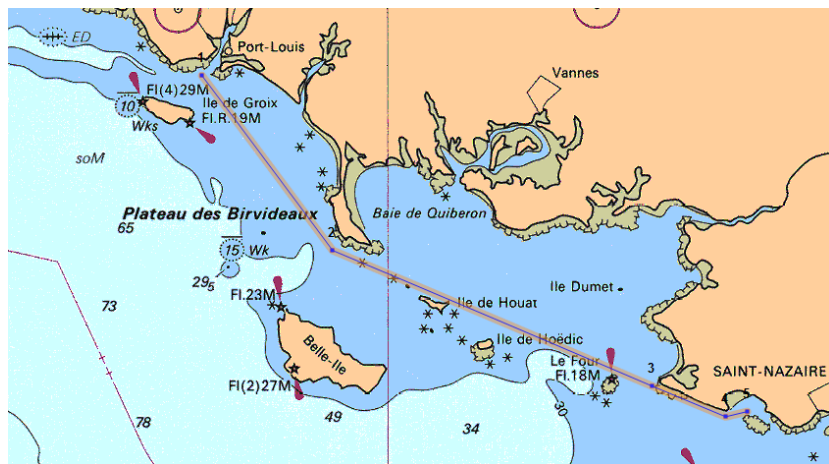 ED
1
Port-Louis
Fl(4)29M
Ile de Groix
Fl.R.19M
10
Wks
Vannes
soM
Plateau des Birvideaux
Baie de Quiberon
65
2
15
Wk
29₅
Fl.23M
73
Ile Dumet
Ile de Houat
Belle-Ile
Ile de Hoëdic
Le Four
Fl.18M
3
SAINT-NAZAIRE
Fl(2)27M
49
30
78
34
4
5